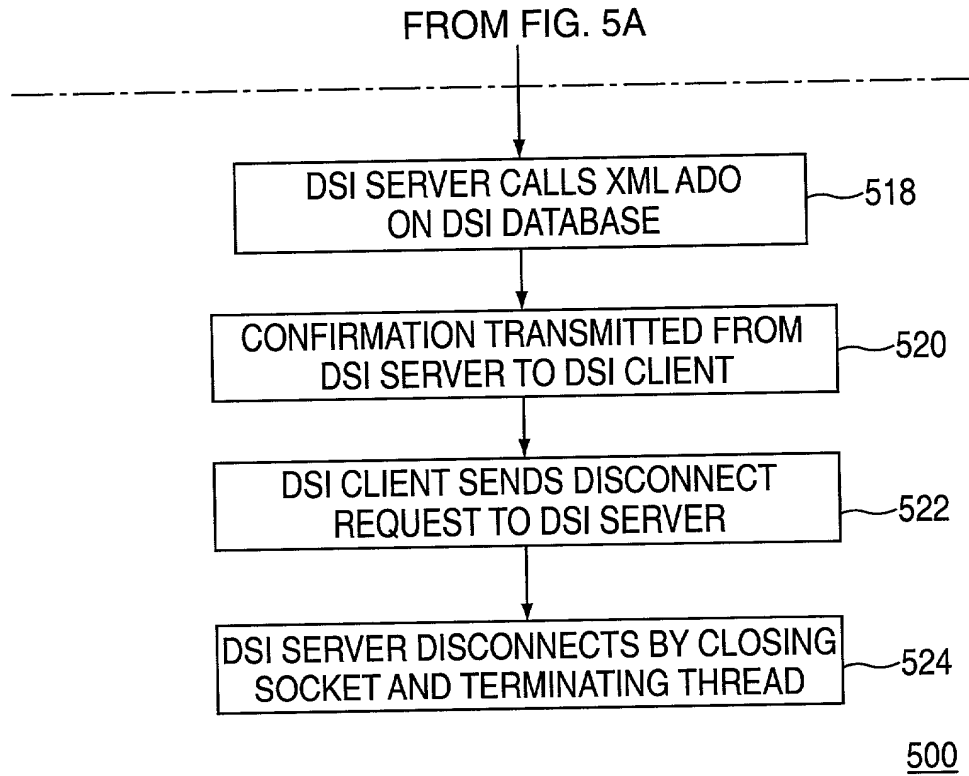 FROM FIG. 5A
DSI SERVER CALLS XML ADO
ON DSI DATABASE
518
CONFIRMATION TRANSMITTED FROM
DSI SERVER TO DSI CLIENT
520
DSI CLIENT SENDS DISCONNECT
REQUEST TO DSI SERVER
522
DSI SERVER DISCONNECTS BY CLOSING
SOCKET AND TERMINATING THREAD
524
500